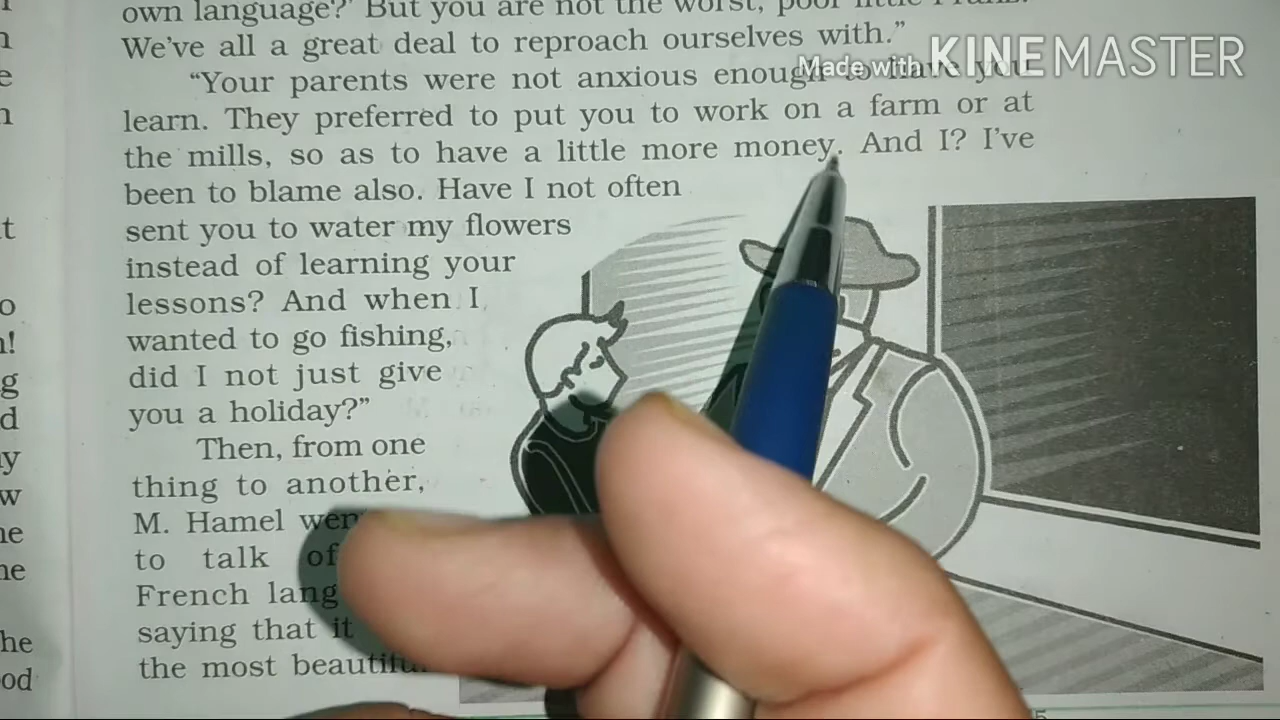 own language?' But you are not the worst, poor little Franz.
We've all a great deal to reproach ourselves with."
Made with KINEMASTER
"Your parents were not anxious enough to have you
learn. They preferred to put you to work on a farm or at
the mills, so as to have a little more money. And I? I've
been to blame also. Have I not often
sent you to water my flowers
instead of learning your
lessons? And when I
wanted to go fishing,
did I not just give
you a holiday?"
Then, from one
thing to another,
M. Hamel
to talk of
French
saying that it
the most